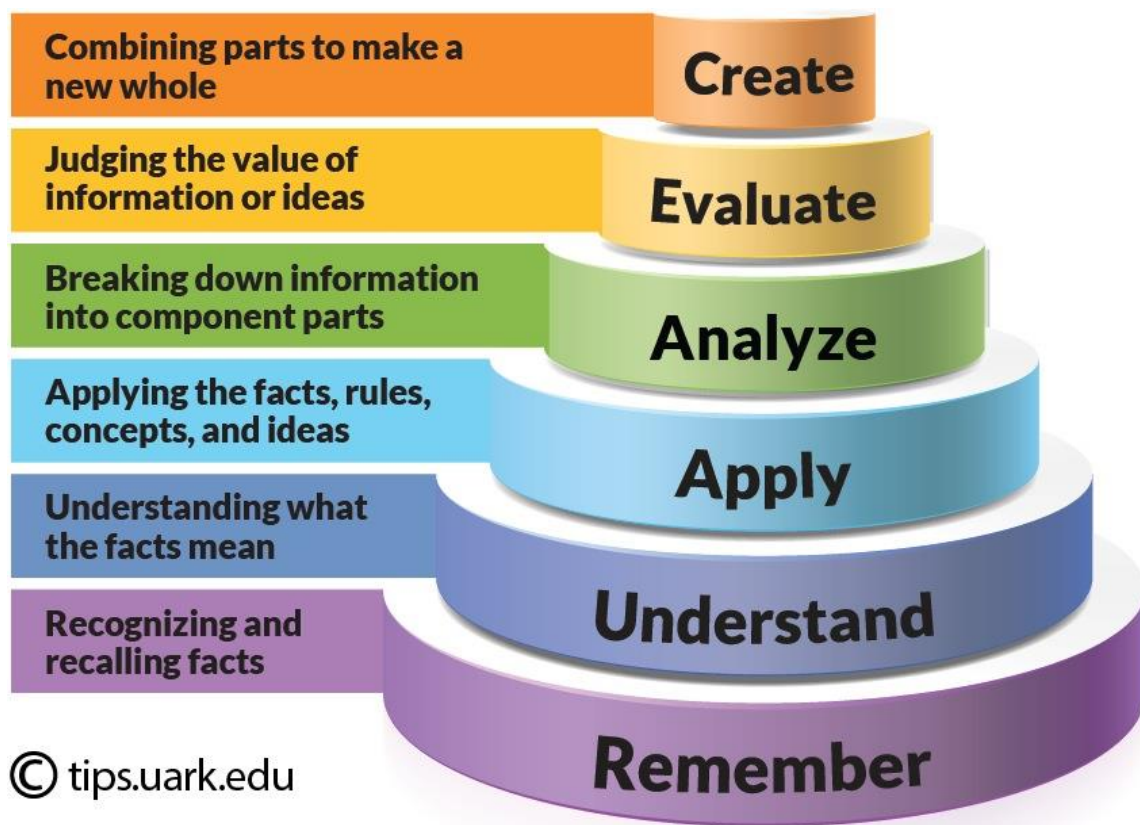 Combining parts to make a
new whole
Create
Judging the value of
information or ideas
Evaluate
Breaking down information
into component parts
Analyze
Applying the facts, rules,
concepts, and ideas
Apply
Understanding what
the facts mean
Understand
Recognizing and
recalling facts
Remember
© tips.uark.edu